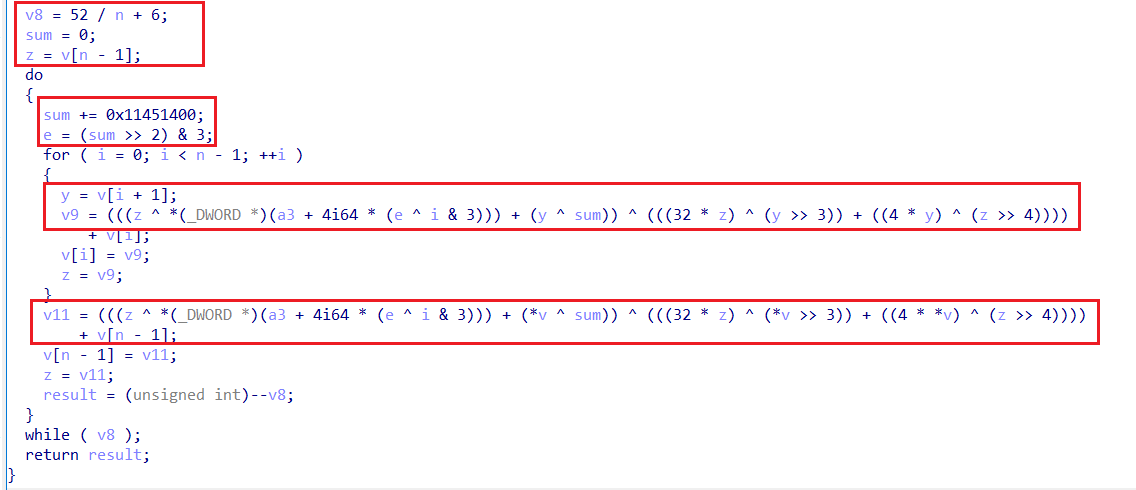 v8 = 52 / n + 6;
sum = 0;
z = v[n - 1];
do
{
sum += 0x11451400;
e = (sum >> 2) & 3;
for ( i = 0; i < n - 1; ++i )
{
y = v[i + 1];
v9 = (((z ^ *(_DWORD *)(a3 + 4i64 * (e ^ i & 3))) + (y ^ sum)) ^ (((32 * z) ^ (y >> 3)) + ((4 * y) ^ (z >> 4))))
+ v[i];
v[i] = v9;
z = v9;
}
v11 = (((z ^ *(_DWORD *)(a3 + 4i64 * (e ^ i & 3))) + (*v ^ sum)) ^ (((32 * z) ^ (*v >> 3)) + ((4 * *v) ^ (z >> 4))))
+ v[n - 1];
v[n - 1] = v11;
z = v11;
result = (unsigned int)--v8;
}
while ( v8 );
return result;
}